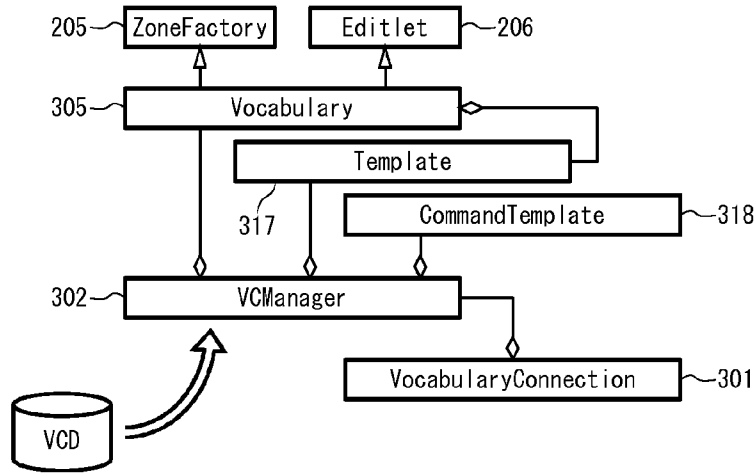 205 ZoneFactory Editlet 206
305 Vocabulary
Template
317
CommandTemplate 318
302 VCManager
VocabularyConnection 301
VCD